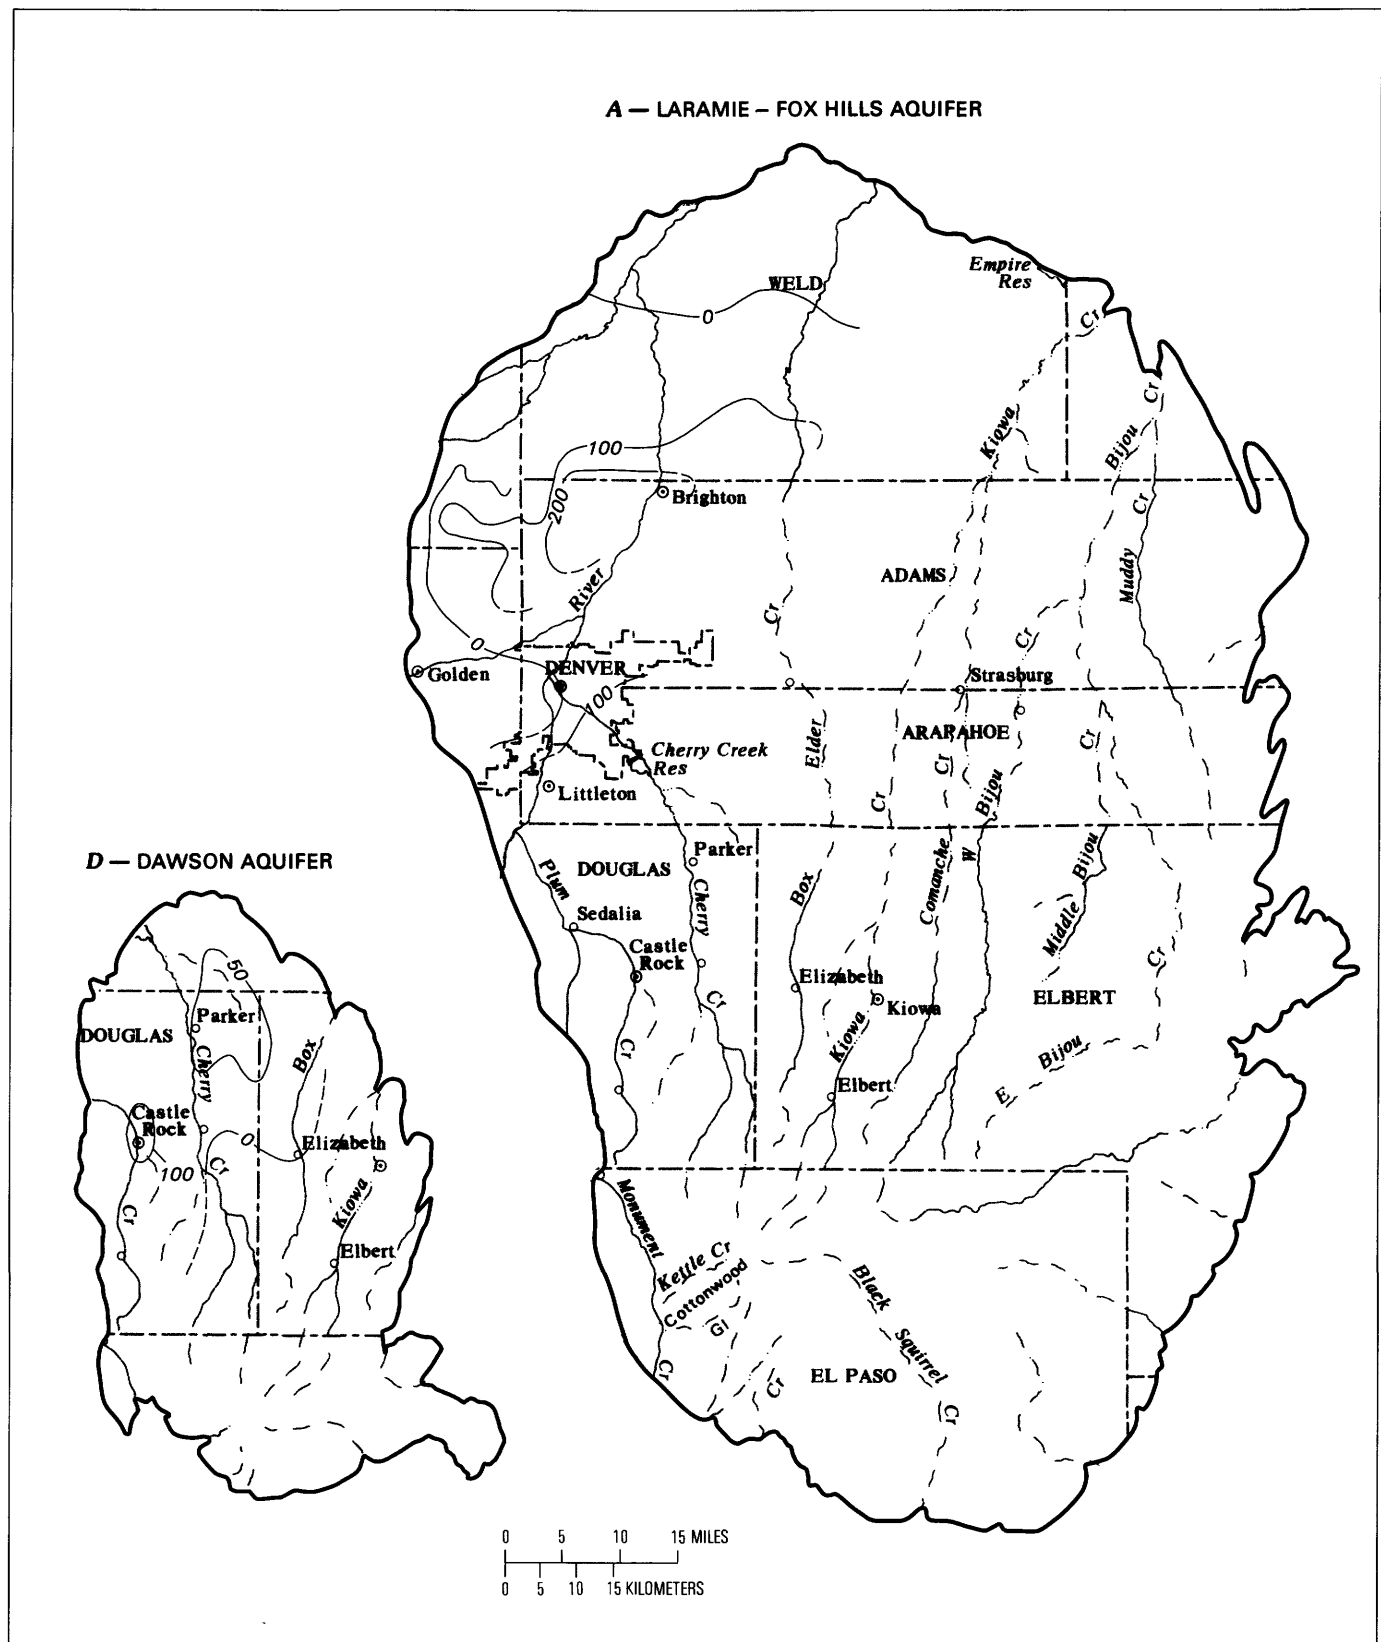 A — LARAMIE – FOX HILLS AQUIFER
Empire
Res
WELD
0
Cr
Cr
Kiowa
Bijou
100
200
Brighton
Cr
ADAMS
Muddy
River
Cr
Cr
0
Golden
DENVER
Strasburg
100
Elder
ARAPAHOE
Cr
Cherry Creek
Res
Cr
Littleton
Cr
Bijou
D — DAWSON AQUIFER
DOUGLAS
Parker
W
Plum
Box
Comanche
Middle Bijou
Sedalia
Cherry
Castle
Rock
Cr
Elizabeth
Kiowa
ELBERT
Cr
Cr
Kiowa
Bijou
Elbert
E
50
DOUGLAS
Parker
Cherry
Box
Castle
Rock
0
Elizabeth
100
Cr
Kiowa
Cr
Elbert
Monument
Kettle Cr
Cottonwood
Gl
Black
Squirrel
Cr
Cr
EL PASO
Cr
0 5 10 15 MILES
0 5 10 15 KILOMETERS